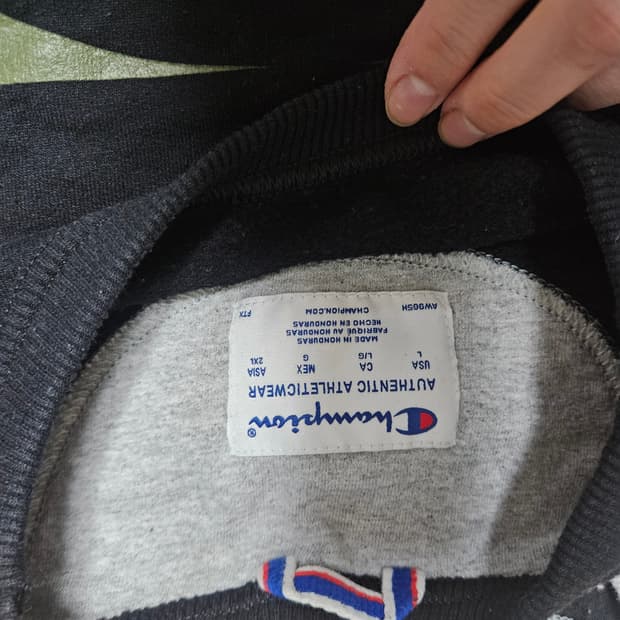 Champion®
AUTHENTIC ATHLETICWEAR
USA CA MEX ASIA
L L/G G 2XL
MADE IN HONDURAS
FABRIQUÉ AU HONDURAS
HECHO EN HONDURAS
CHAMPION.COM
AW96SH FTX